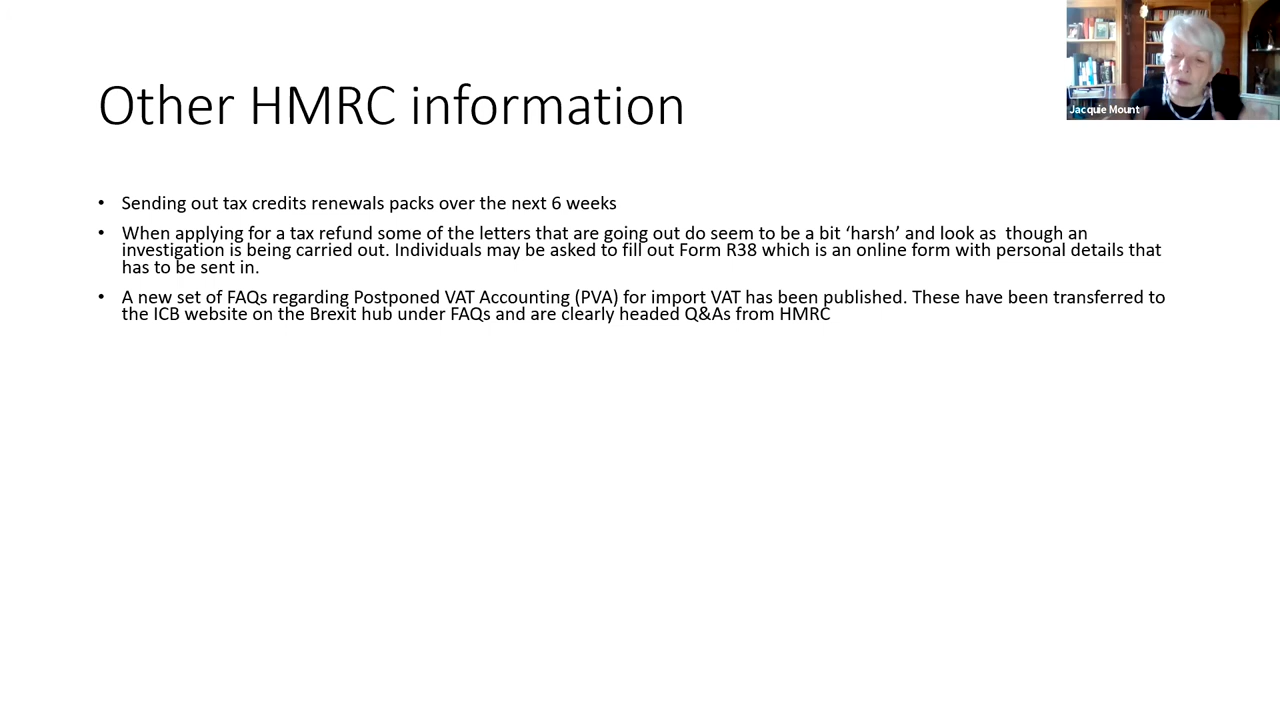 Other HMRC information
Jacquie Mount
• Sending out tax credits renewals packs over the next 6 weeks
• When applying for a tax refund some of the letters that are going out do seem to be a bit ‘harsh’ and look as  though an
investigation is being carried out. Individuals may be asked to fill out Form R38 which is an online form with personal details that
has to be sent in.
• A new set of FAQs regarding Postponed VAT Accounting (PVA) for import VAT has been published. These have been transferred to
the ICB website on the Brexit hub under FAQs and are clearly headed Q&As from HMRC